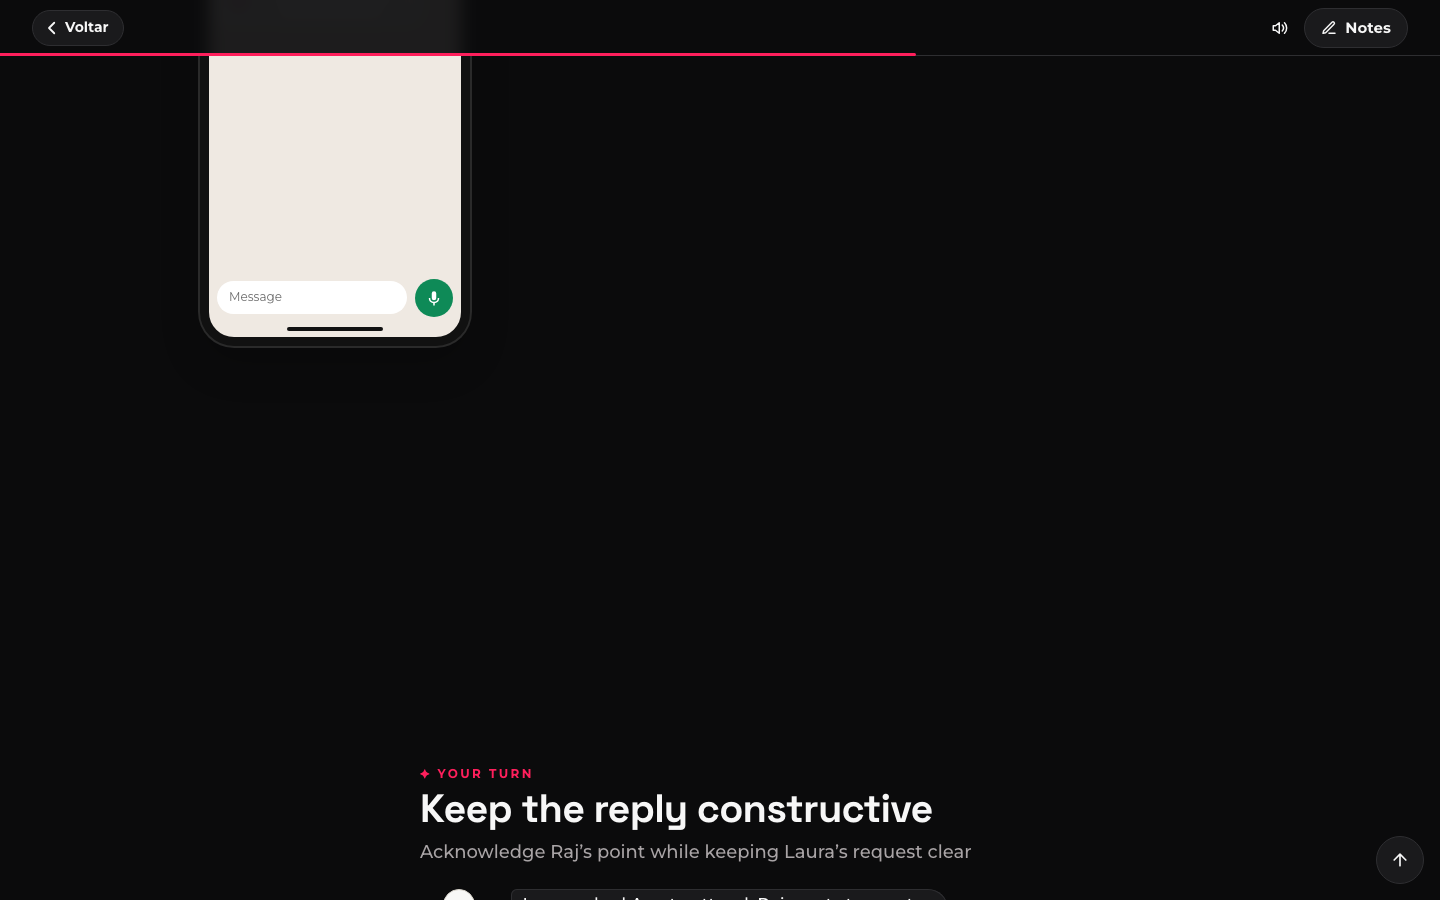 Voltar
Notes
Message
YOUR TURN
Keep the reply constructive
Acknowledge Raj’s point while keeping Laura’s request clear